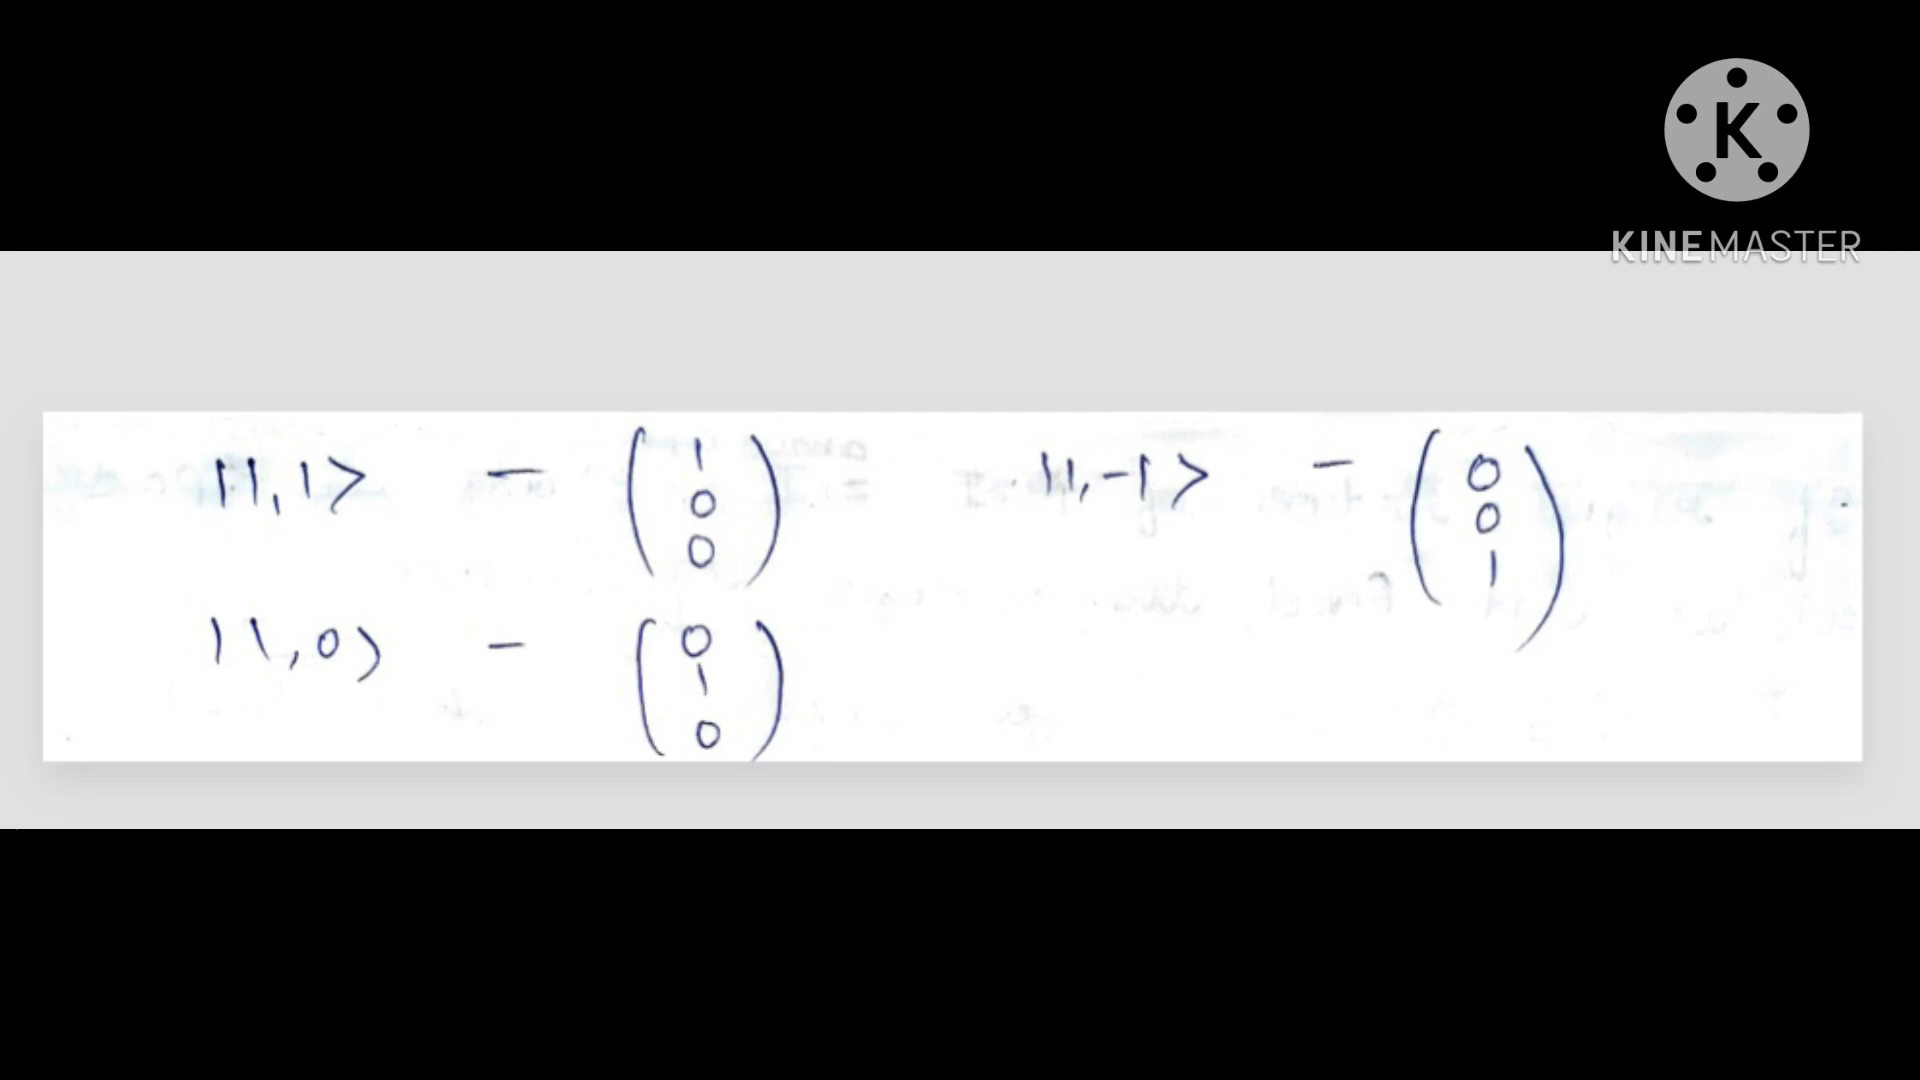 K
KINEMASTER
|1,1> - (1 0 0)
|1,-1> - (0 0 1)
|1,0> - (0 1 0)